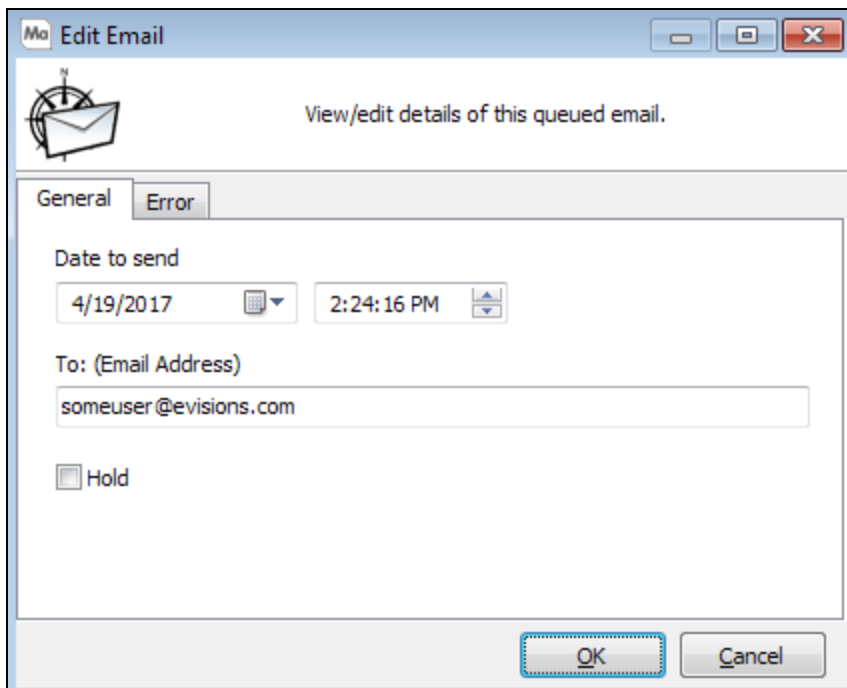 Ma Edit Email
N
View/edit details of this queued email.
General Error
Date to send
4/19/2017 2:24:16 PM
To: (Email Address)
someuser@evisions.com
Hold
OK Cancel